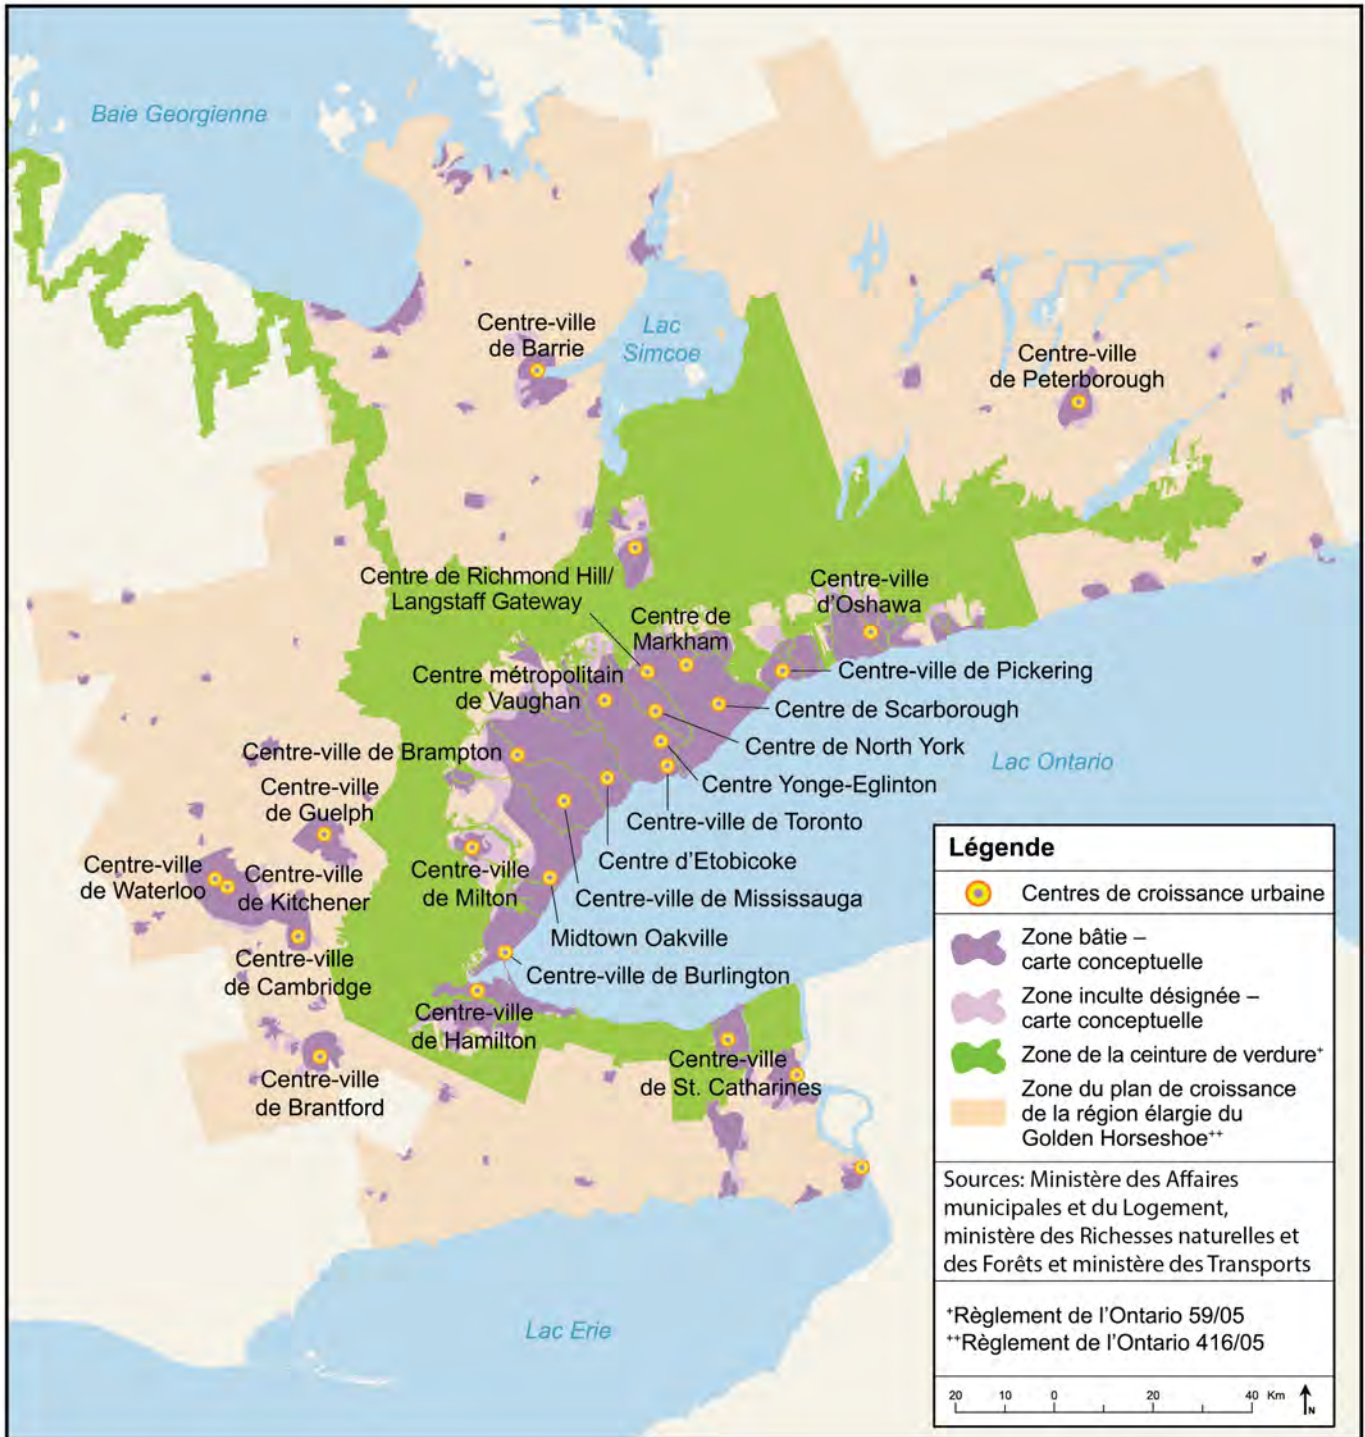 Baie Georgienne
Centre-ville
de Barrie
Lac
Simcoe
Centre-ville
de Peterborough
Centre de Richmond Hill/
Langstaff Gateway
Centre-ville
d’Oshawa
Centre de
Markham
Centre métropolitain
de Vaughan
Centre-ville de Pickering
Centre de Scarborough
Centre de North York
Lac Ontario
Centre-ville de Brampton
Centre Yonge-Eglinton
Centre-ville
de Guelph
Centre-ville de Toronto
Centre d’Etobicoke
Centre-ville
de Waterloo
Centre-ville
de Kitchener
Centre-ville
de Milton
Centre-ville de Mississauga
Midtown Oakville
Centre-ville
de Cambridge
Centre-ville de Burlington
Centre-ville
de Hamilton
Centre-ville
de St. Catharines
Centre-ville
de Brantford
Lac Erie
Légende
Centres de croissance urbaine
Zone bâtie –
carte conceptuelle
Zone inculte désignée –
carte conceptuelle
Zone de la ceinture de verdure+
Zone du plan de croissance
de la région élargie du
Golden Horseshoe++
Sources: Ministère des Affaires
municipales et du Logement,
ministère des Richesses naturelles et
des Forêts et ministère des Transports
+Règlement de l’Ontario 59/05
++Règlement de l’Ontario 416/05
20 10 0 20 40 Km
N